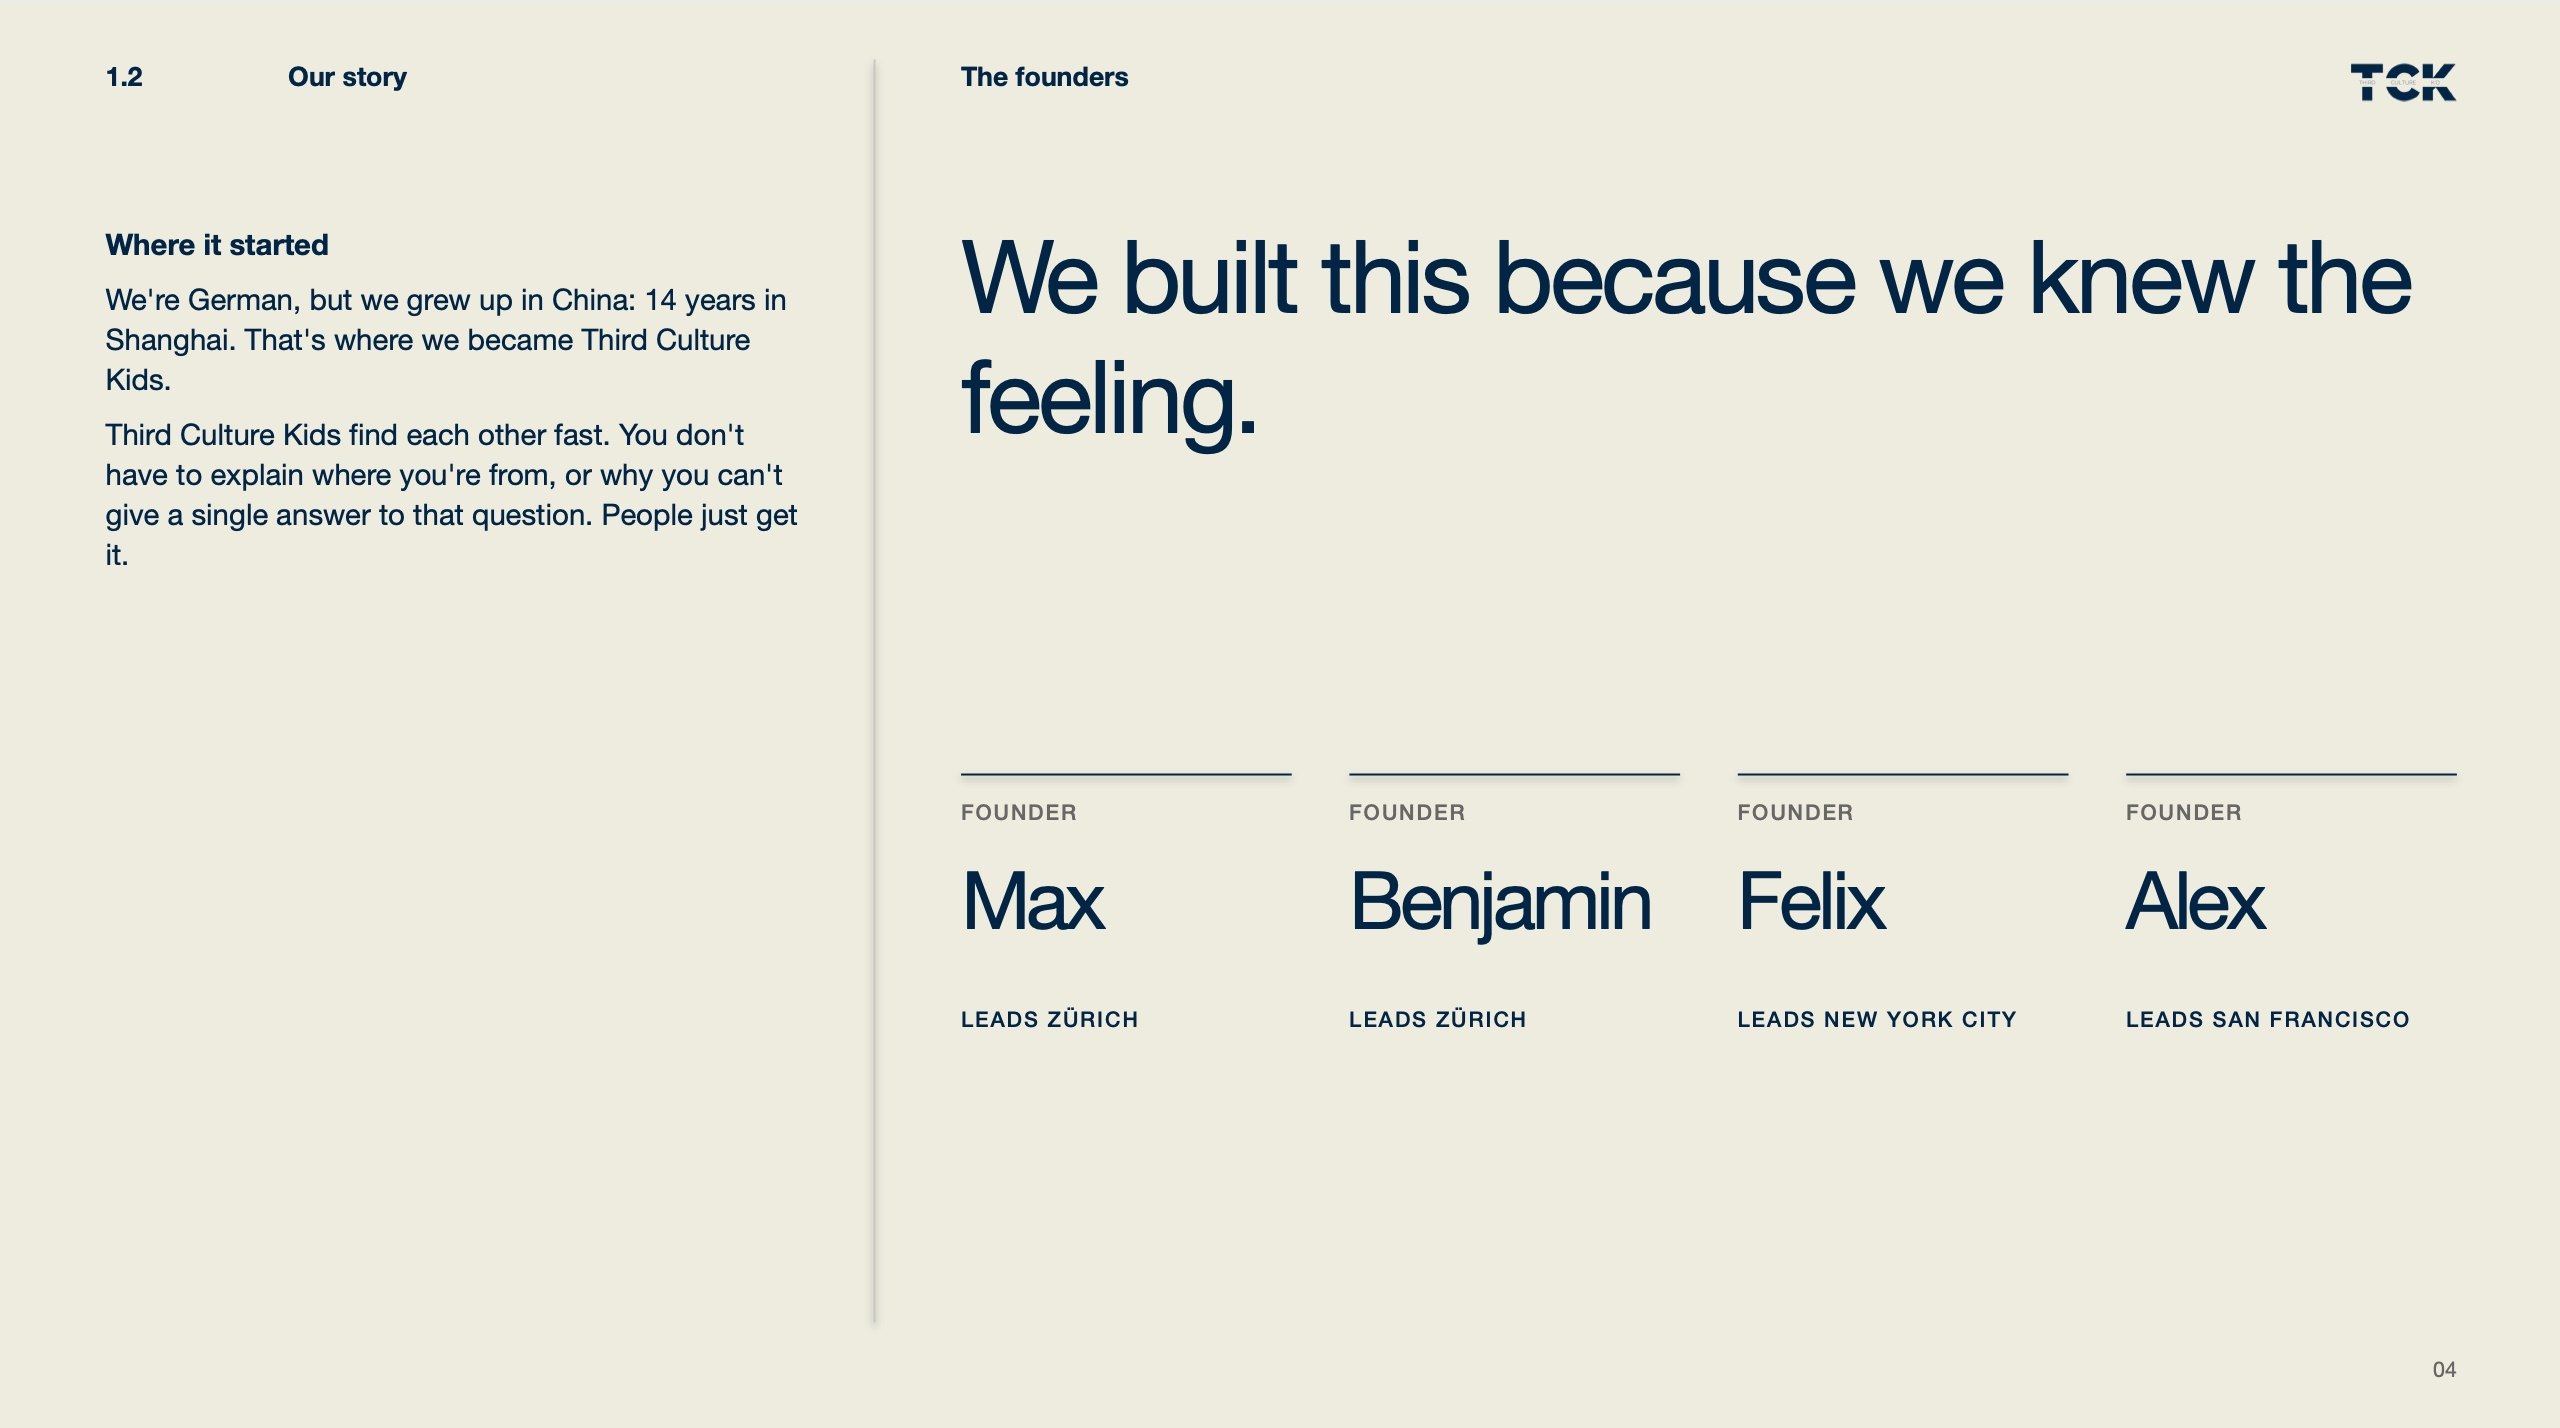 1.2
Our story
The founders
TCK
THIRD CULTURE KID
Where it started
We're German, but we grew up in China: 14 years in
Shanghai. That's where we became Third Culture
Kids.
Third Culture Kids find each other fast. You don't
have to explain where you're from, or why you can't
give a single answer to that question. People just get
it.
We built this because we knew the
feeling.
FOUNDER
Max
LEADS ZÜRICH
FOUNDER
Benjamin
LEADS ZÜRICH
FOUNDER
Felix
LEADS NEW YORK CITY
FOUNDER
Alex
LEADS SAN FRANCISCO
04